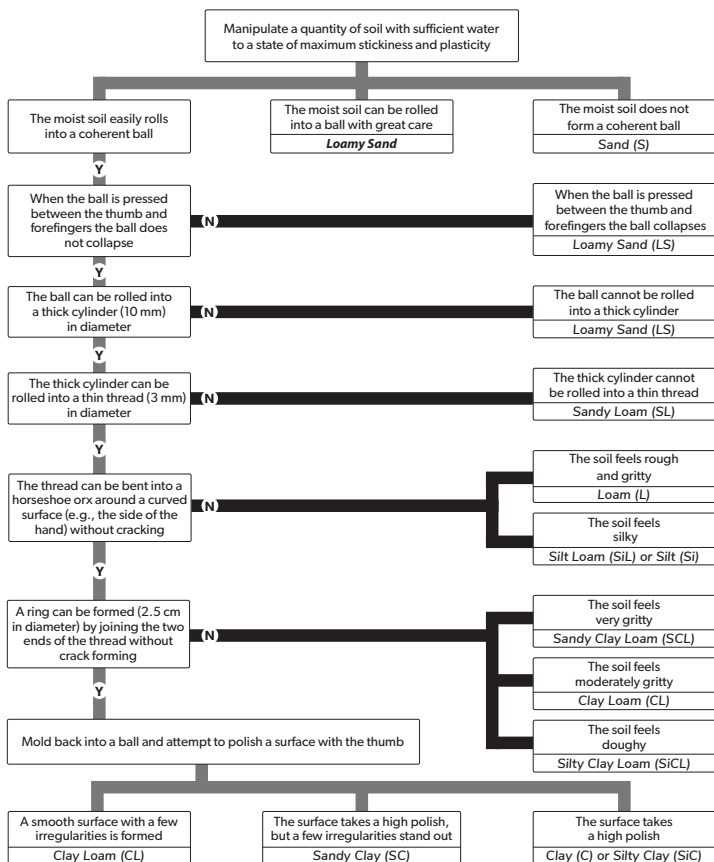 Manipulate a quantity of soil with sufficient water
to a state of maximum stickiness and plasticity
The moist soil easily rolls
into a coherent ball
The moist soil can be rolled
into a ball with great care
Loamy Sand
The moist soil does not
form a coherent ball
Sand (S)
Y
When the ball is pressed
between the thumb and
forefingers the ball does
not collapse
N
When the ball is pressed
between the thumb and
forefingers the ball collapses
Loamy Sand (LS)
Y
The ball can be rolled into
a thick cylinder (10 mm)
in diameter
N
The ball cannot be rolled
into a thick cylinder
Loamy Sand (LS)
Y
The thick cylinder can be
rolled into a thin thread (3 mm)
in diameter
N
The thick cylinder cannot
be rolled into a thin thread
Sandy Loam (SL)
Y
The thread can be bent into a
horseshoe orx around a curved
surface (e.g., the side of the
hand) without cracking
N
The soil feels rough
and gritty
Loam (L)
The soil feels
silky
Silt Loam (SiL) or Silt (Si)
Y
A ring can be formed (2.5 cm
in diameter) by joining the two
ends of the thread without
crack forming
N
The soil feels
very gritty
Sandy Clay Loam (SCL)
The soil feels
moderately gritty
Clay Loam (CL)
The soil feels
doughy
Silty Clay Loam (SiCL)
Y
Mold back into a ball and attempt to polish a surface with the thumb
A smooth surface with a few
irregularities is formed
Clay Loam (CL)
The surface takes a high polish,
but a few irregularities stand out
Sandy Clay (SC)
The surface takes
a high polish
Clay (C) or Silty Clay (SiC)